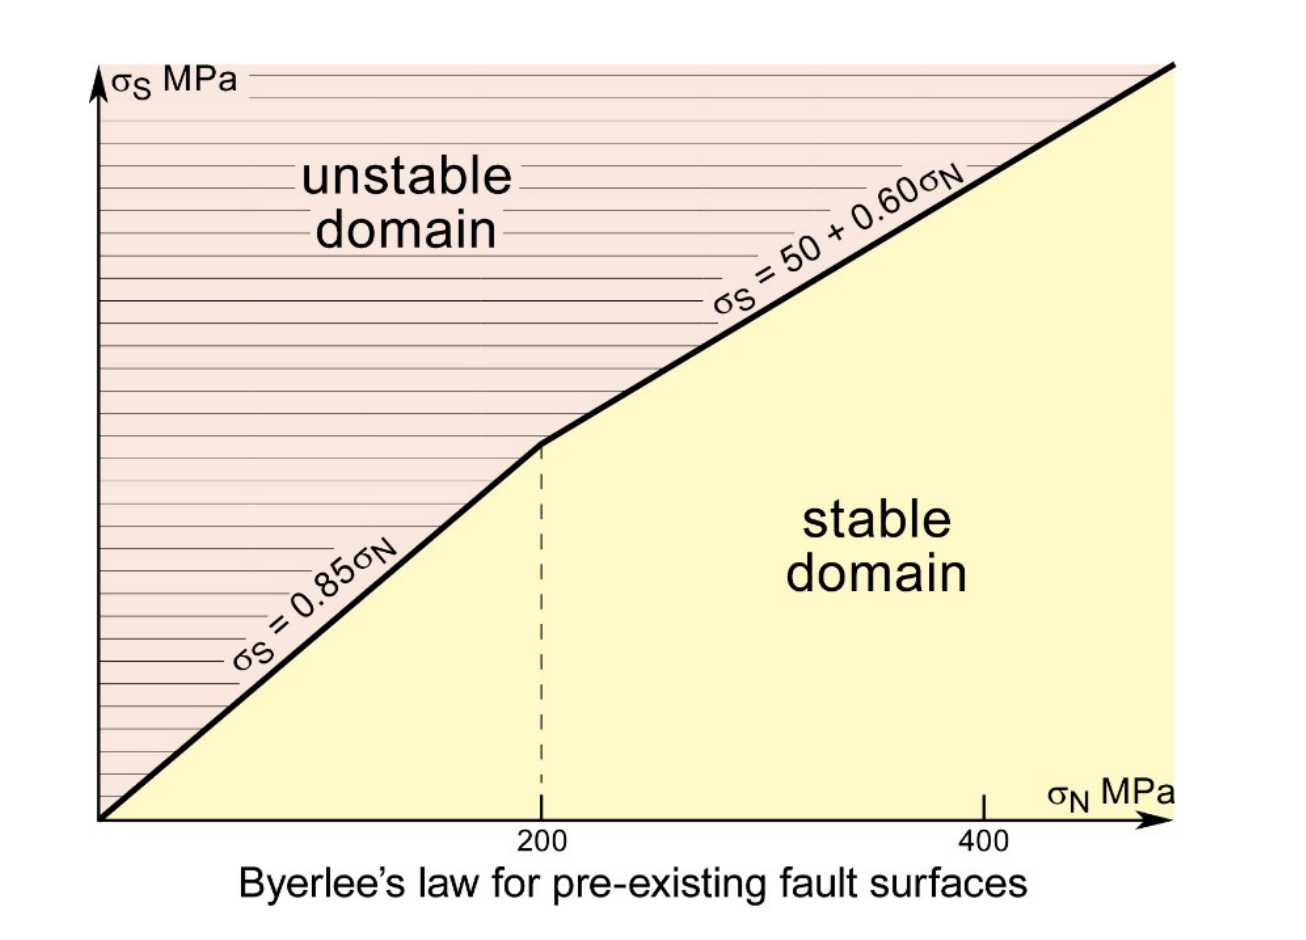 σS MPa
unstable
domain
σS = 50 + 0.60σN
σS = 0.85σN
stable
domain
σN MPa
200
400
Byerlee’s law for pre-existing fault surfaces